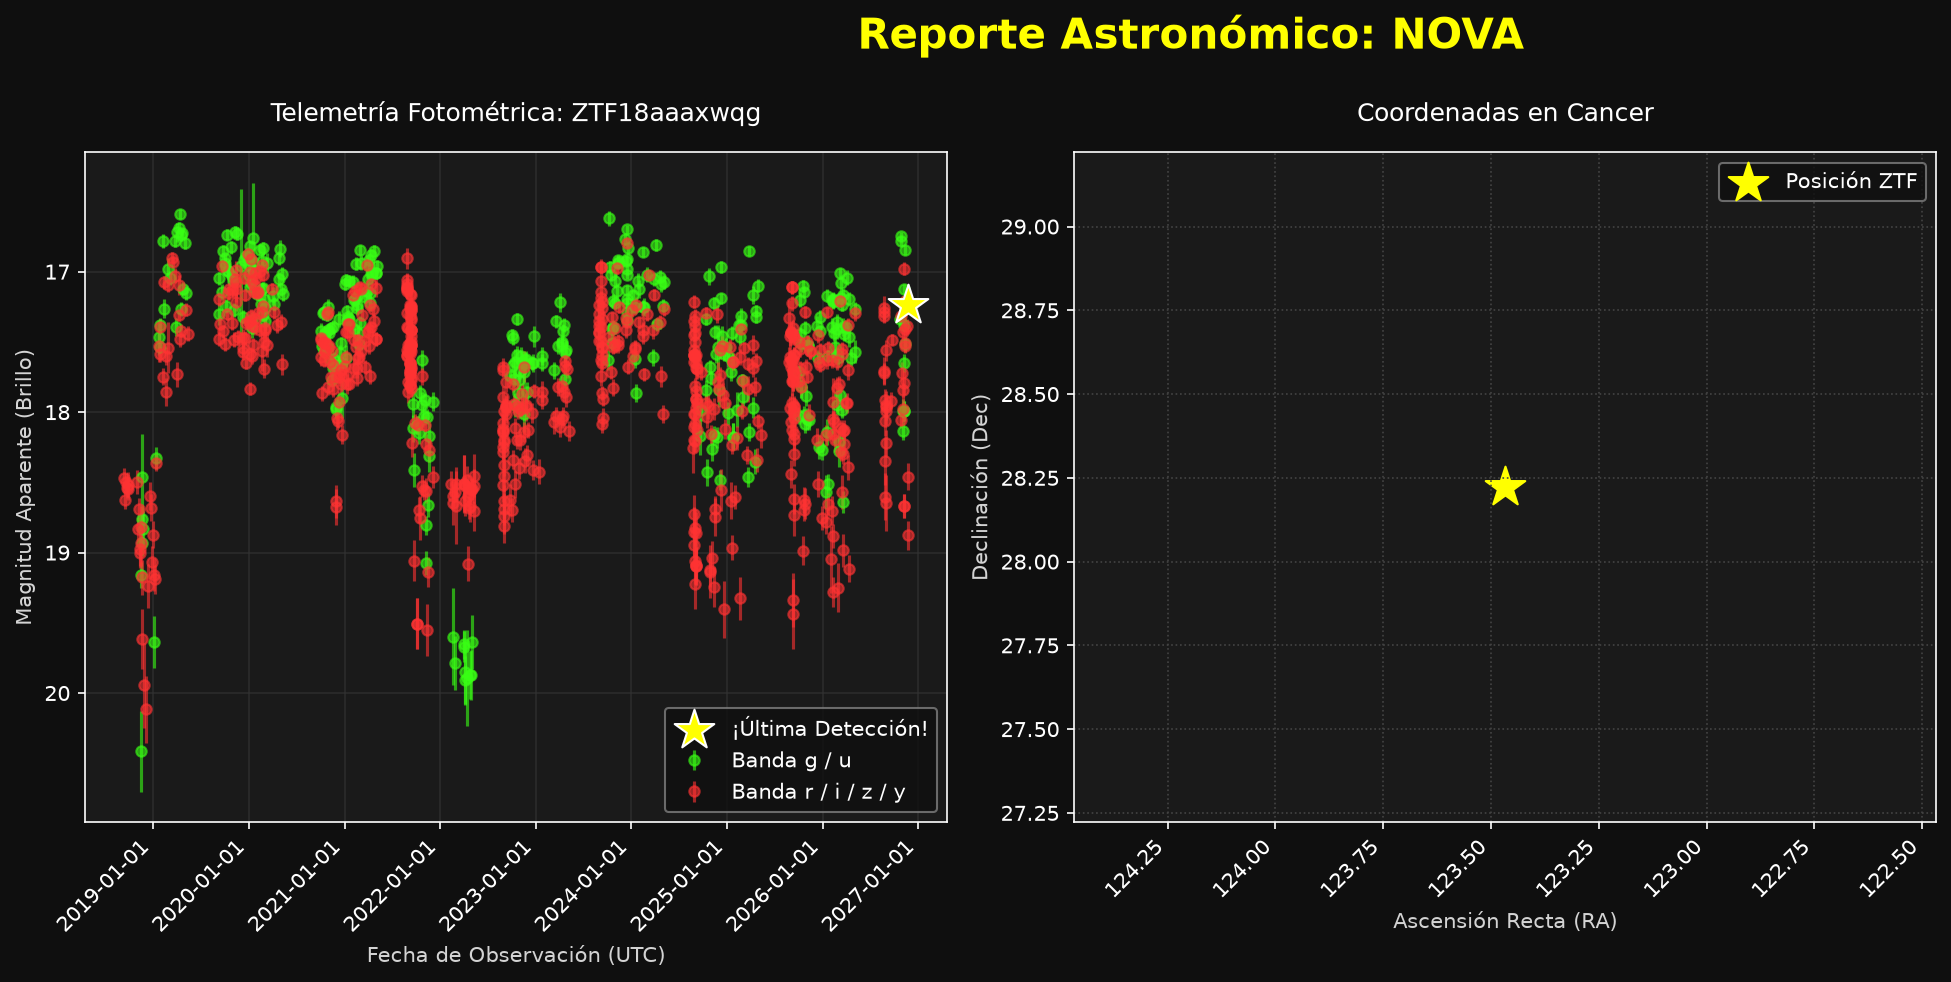 Reporte Astronómico: NOVA
Telemetría Fotométrica: ZTF18aaaxwqg
Magnitud Aparente (Brillo)
17
18
19
20
¡Última Detección!
Banda g / u
Banda r / i / z / y
2019-01-01
2020-01-01
2021-01-01
2022-01-01
2023-01-01
2024-01-01
2025-01-01
2026-01-01
2027-01-01
Fecha de Observación (UTC)
Coordenadas en Cancer
Posición ZTF
Declinación (Dec)
29.00
28.75
28.50
28.25
28.00
27.75
27.50
27.25
124.25
124.00
123.75
123.50
123.25
123.00
122.75
122.50
Ascensión Recta (RA)